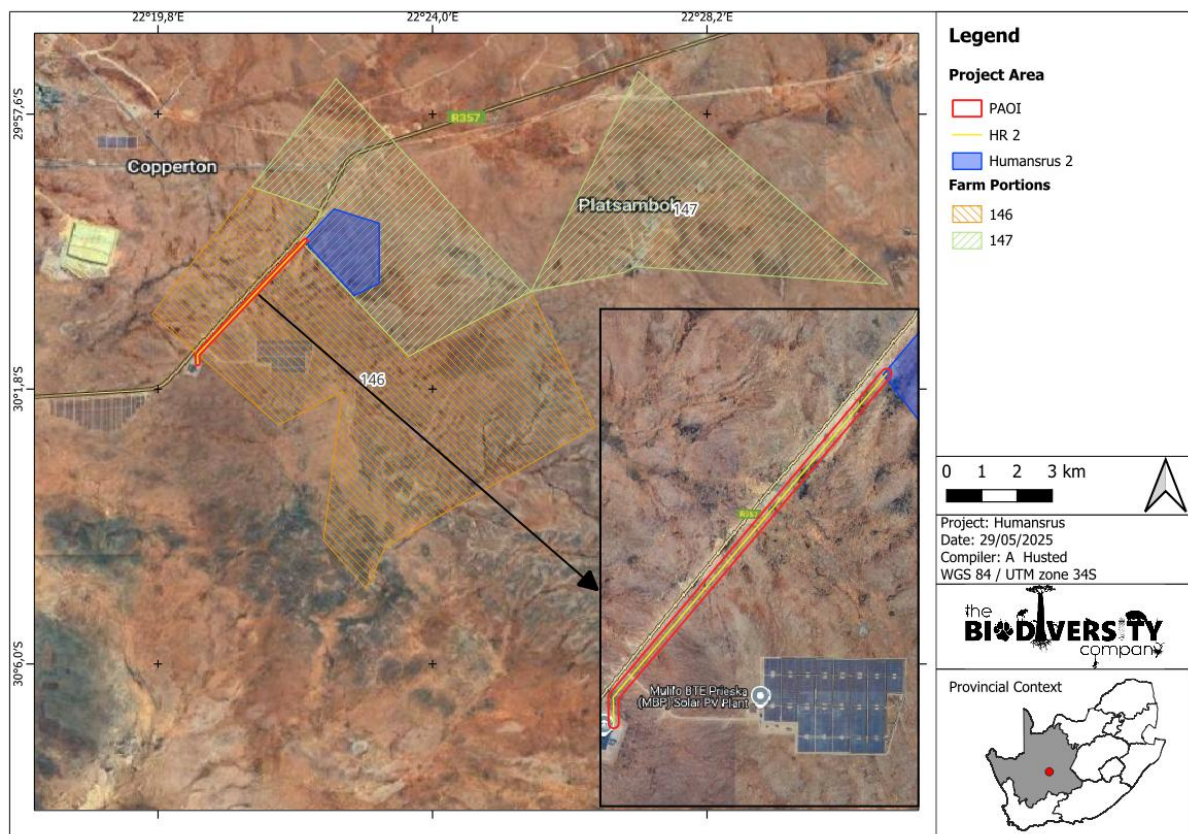 22°19,8'E
22°24,0'E
22°28,2'E
29°57,6'S
30°1,8'S
30°6,0'S
R357
Copperton
Platsambok
147
146
R357
Mulilo BTE Prieska
(MBP) Solar PV Plant
Legend
Project Area
PAOI
HR 2
Humansrus 2
Farm Portions
146
147
0 1 2 3 km
Project: Humansrus
Date: 29/05/2025
Compiler: A Husted
WGS 84 / UTM zone 34S
the
BIODIVERSITY
company
Provincial Context